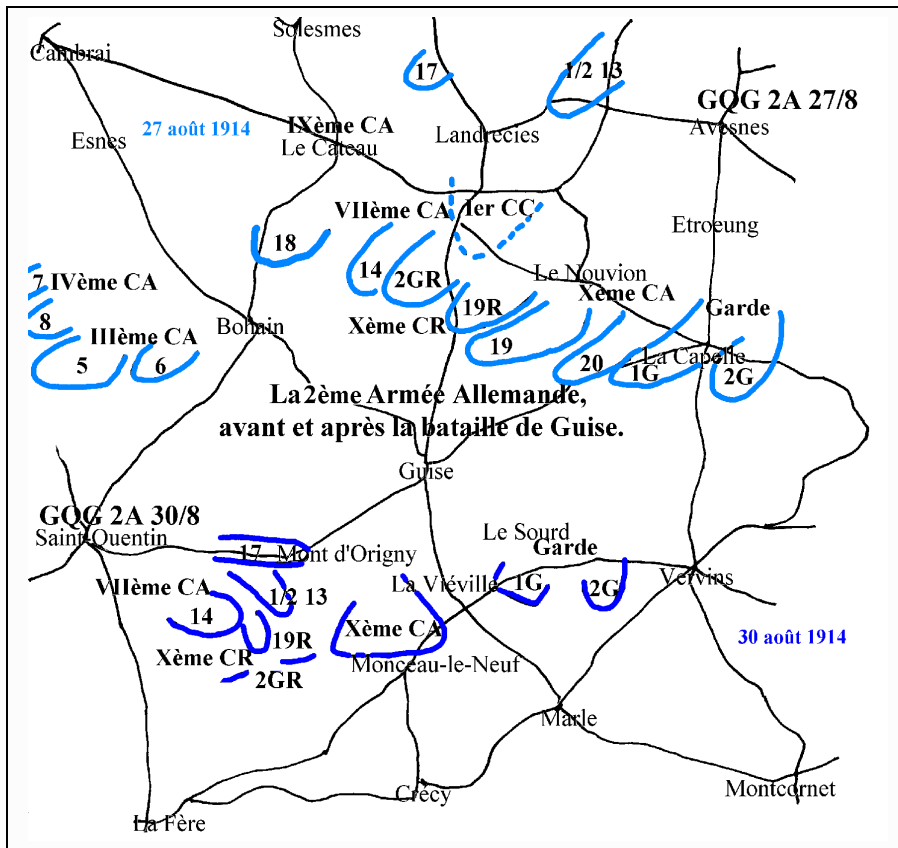 Solesmes
Cambrai
17
1/2 13
GQG 2A 27/8
27 août 1914
IXème CA
Landrecies
Avesnes
Esnes
Le Cateau
VIIème CA
Ier CC
Etroeung
18
14
2GR
Le Nouvion
7 IVème CA
Xème CA
8
Xème CR
19R
Garde
Bohain
IIIème CA
19
5
6
20
La Capelle
1G
2G
La 2ème Armée Allemande,
avant et après la bataille de Guise.
Guise
GQG 2A 30/8
Saint-Quentin
Le Sourd
17
Mont d'Origny
Garde
VIIème CA
1/2 13
La Viéville
1G
2G
Vervins
14
19R
Xème CA
30 août 1914
Xème CR
2GR
Monceau-le-Neuf
Marle
Crécy
Montcornet
La Fère